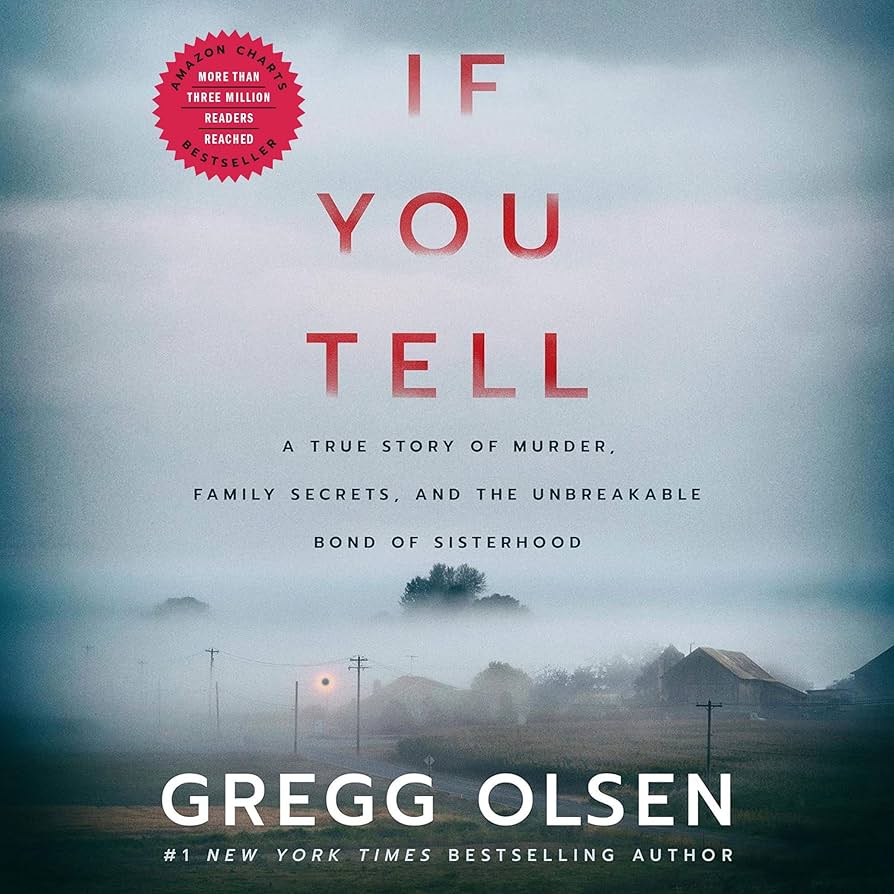 AMAZON CHARTS
MORE THAN
THREE MILLION
READERS
REACHED
BESTSELLER
IF
YOU
TELL
A TRUE STORY OF MURDER,
FAMILY SECRETS, AND THE UNBREAKABLE
BOND OF SISTERHOOD
GREGG OLSEN
#1 NEW YORK TIMES BESTSELLING AUTHOR